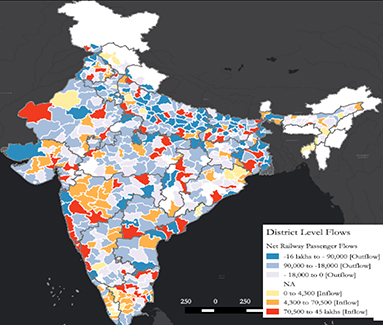 District Level Flows
Net Railway Passenger Flows
-16 lakhs to - 90,000 [Outflow]
90,000 to -18,000 [Outflow]
- 18,000 to 0 [Outflow]
NA
0 to 4,300 [Inflow]
4,300 to 70,500 [Inflow]
70,500 to 45 lakhs [Inflow]
250 0 250